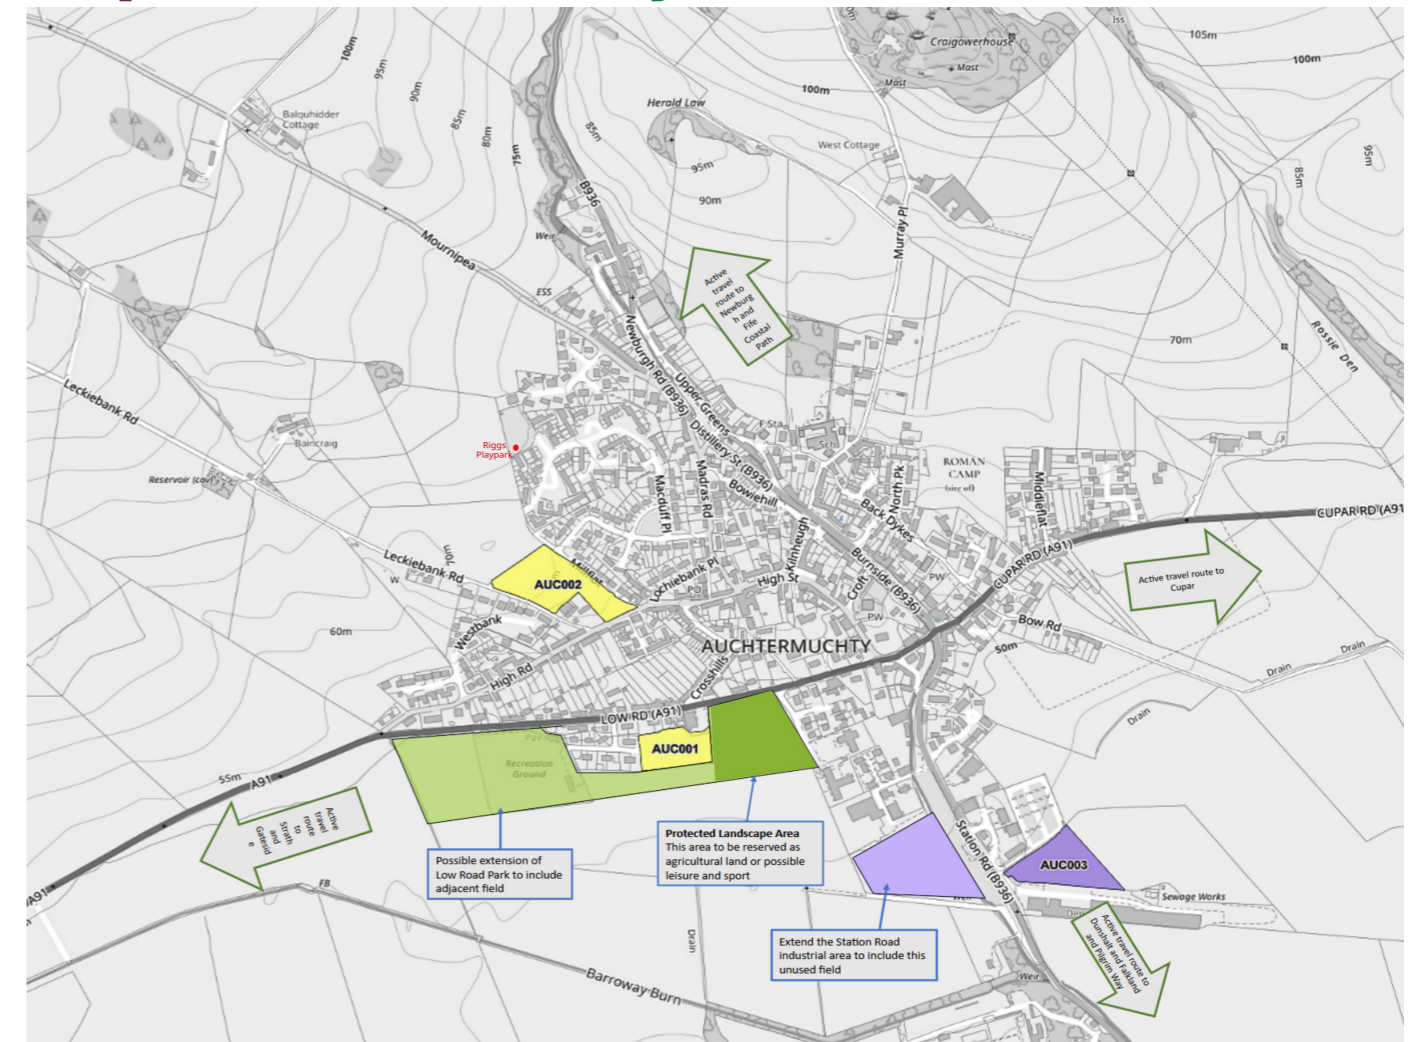 Iss
105m
100m
Craigowerhouse
Mast
Mast
100m
100m
95m
90m
85m
80m
75m
Balquhidder
Cottage
Herald Law
85m
95m
90m
West Cottage
95m
85m
B936
Weir
Mournipea
Murray Pl
ESS
Active
travel
route to
Newburg
h and
Fife
Coastal
Path
70m
Rossie Den
Leckiebank Rd
Newburgh Rd (B936)
Upper Greens
Distillery St (B936)
F Sta
Sch
Baincraig
Riggs
Playpark
Reservoir (cov)
Macduff Pl
Madras Rd
Bowiehill
North Pk
ROMAN
CAMP
(site of)
Middleflat
Back Dykes
CUPAR RD (A91
CUPAR RD (A91)
Kilnheugh
Burnside (B936)
Leckiebank Rd
70m
W
AUC002
Lochiebank Pl
High St
Croft
PO
PW
PW
Active travel route to
Cupar
60m
Westbank
High Rd
Crosshills
AUCHTERMUCHTY
Bow Rd
50m
Drain
Drain
Drain
LOW RD (A91)
AUC001
Recreation
Ground
55m
A91
A91
Active
travel
route
to
Strath
and
Gatesid
e
Possible extension of
Low Road Park to include
adjacent field
Protected Landscape Area
This area to be reserved as
agricultural land or possible
leisure and sport
Station Rd (B936)
AUC003
Sewage Works
FB
Drain
Extend the Station Road
industrial area to include this
unused field
Active travel route to
Dunshalt and Falkland
and Pilgrim Way
Weir
Barroway Burn